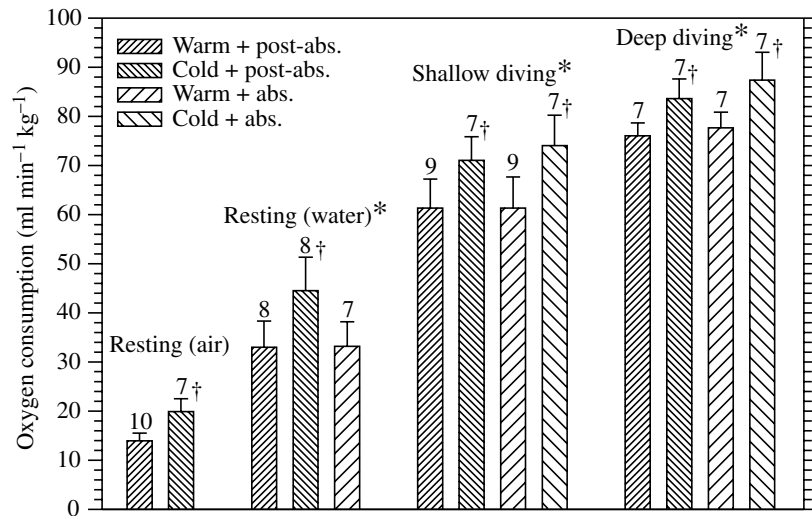 Oxygen consumption (ml min⁻¹ kg⁻¹)
100
90
80
70
60
50
40
30
20
10
0
Warm + post-abs.
Cold + post-abs.
Warm + abs.
Cold + abs.
Resting (air)
10
7†
Resting (water)*
8
8†
7
Shallow diving*
9
7†
9
7†
Deep diving*
7
7†
7
7†